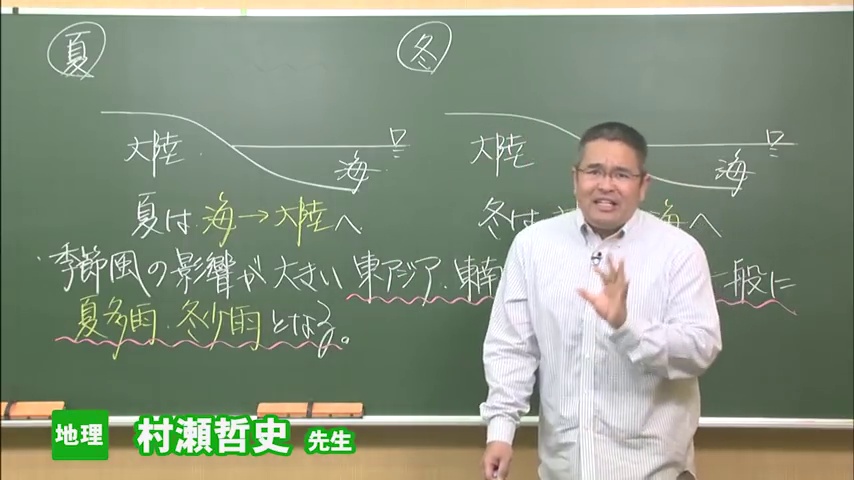 夏 冬
大陸 海 大陸 海
夏は 海→大陸へ 冬は 海へ
季節風の影響が大きい東アジア・東南 一般に
夏多雨・冬少雨となる。
地理 村瀬哲史 先生